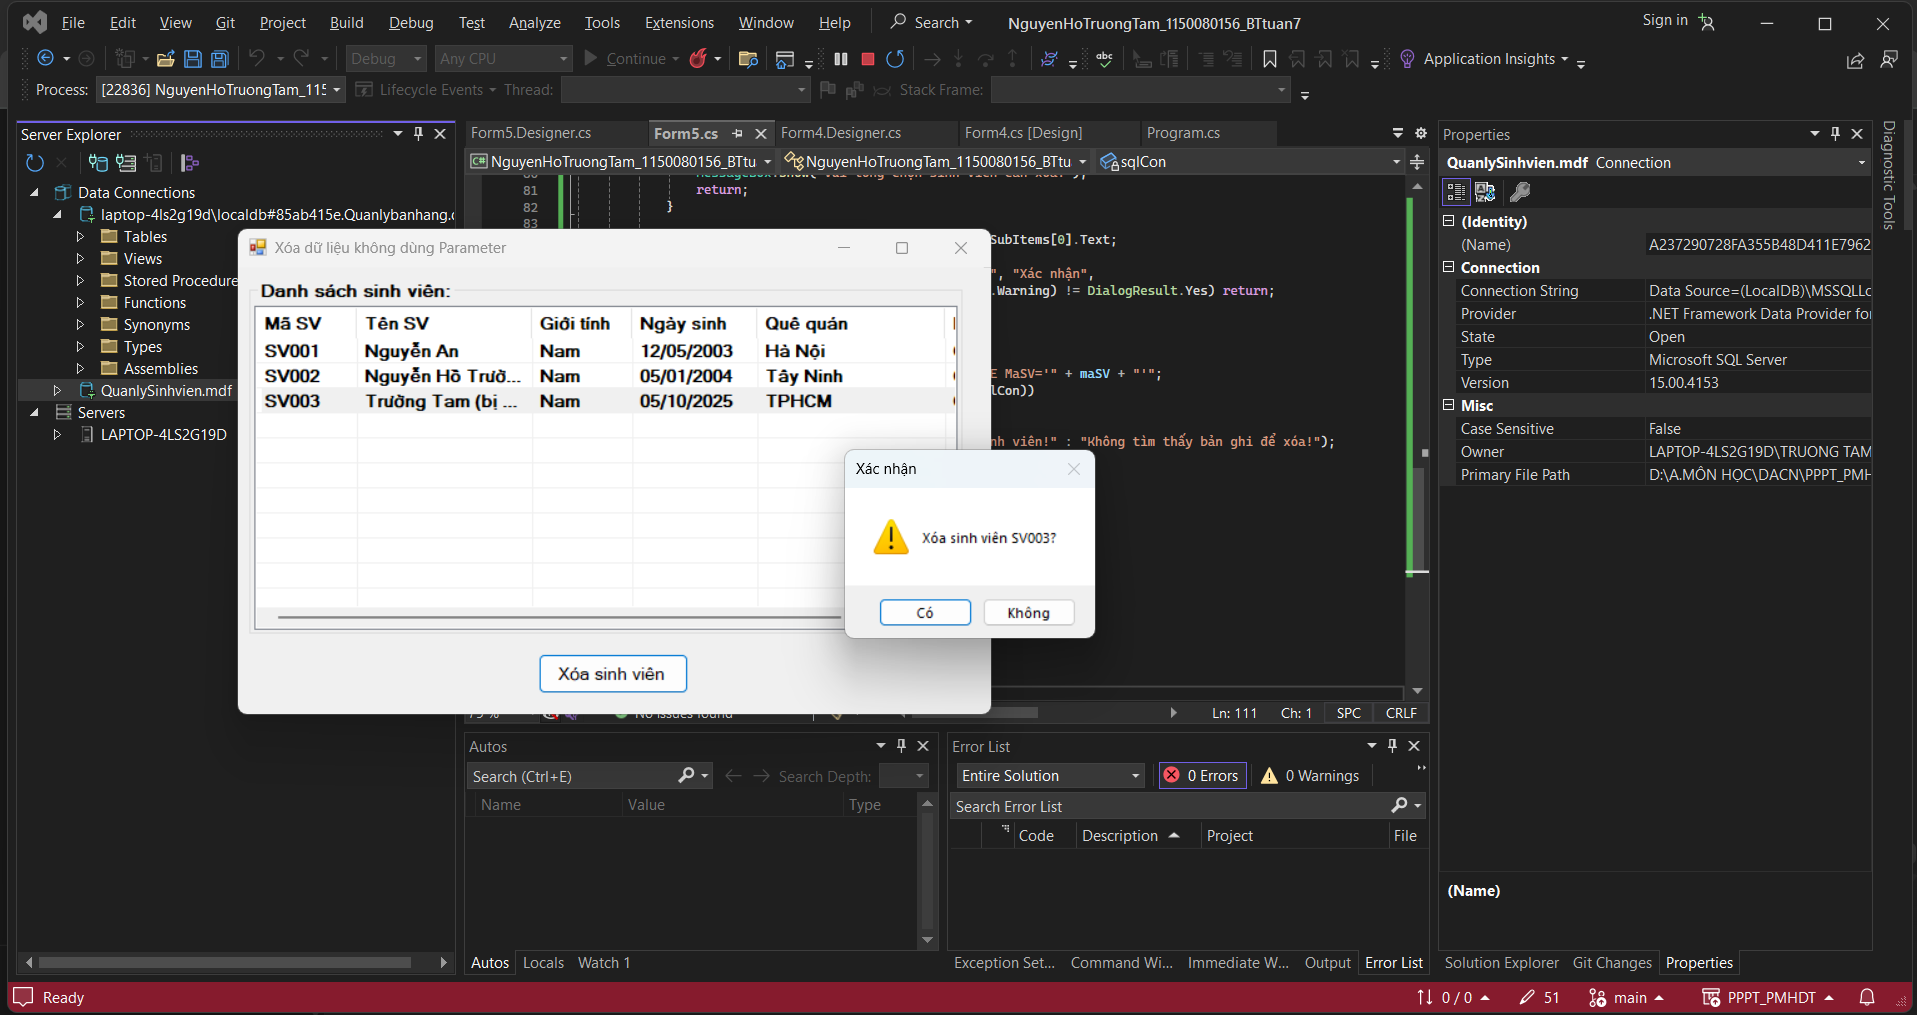 File Edit View Git Project Build Debug Test Analyze Tools Extensions Window Help Search NguyenHoTruongTam_1150080156_BTtuan7 Sign in
Debug Any CPU Continue Application Insights
Process: [22836] NguyenHoTruongTam_115 Lifecycle Events Thread: Stack Frame:
Server Explorer
Data Connections
laptop-4ls2g19d\localdb#85ab415e.Quanlybanhang.
Tables
Views
Stored Procedure
Functions
Synonyms
Types
Assemblies
QuanlySinhvien.mdf
Servers
LAPTOP-4LS2G19D
Form5.Designer.cs Form5.cs Form4.Designer.cs Form4.cs [Design] Program.cs
NguyenHoTruongTam_1150080156_BTtu NguyenHoTruongTam_1150080156_BTtu sqlCon
81 return;
82 }
83
SubItems[0].Text;
", "Xác nhận",
.Warning) != DialogResult.Yes) return;
E MaSV='" + maSV + "'";
lCon))
nh viên!" : "Không tìm thấy bản ghi để xóa!");
Xóa dữ liệu không dùng Parameter
Danh sách sinh viên:
Mã SV Tên SV Giới tính Ngày sinh Quê quán
SV001 Nguyễn An Nam 12/05/2003 Hà Nội
SV002 Nguyễn Hồ Trườ... Nam 05/01/2004 Tây Ninh
SV003 Trường Tam (bị ... Nam 05/10/2025 TPHCM
Xóa sinh viên
Xác nhận
Xóa sinh viên SV003?
Có Không
No issues found Ln: 111 Ch: 1 SPC CRLF
Autos
Search (Ctrl+E) Search Depth:
Name Value Type
Autos Locals Watch 1
Error List
Entire Solution 0 Errors 0 Warnings
Search Error List
Code Description Project File
Exception Set... Command Wi... Immediate W... Output Error List
Properties
QuanlySinhvien.mdf Connection
(Identity)
(Name) A237290728FA355B48D411E7962
Connection
Connection String Data Source=(LocalDB)\MSSQLLo
Provider .NET Framework Data Provider for
State Open
Type Microsoft SQL Server
Version 15.00.4153
Misc
Case Sensitive False
Owner LAPTOP-4LS2G19D\TRUONG TAM
Primary File Path D:\A.MÔN HỌC\DACN\PPPT_PMH
(Name)
Solution Explorer Git Changes Properties
Diagnostic Tools
Ready 0 / 0 51 main PPPT_PMHDT